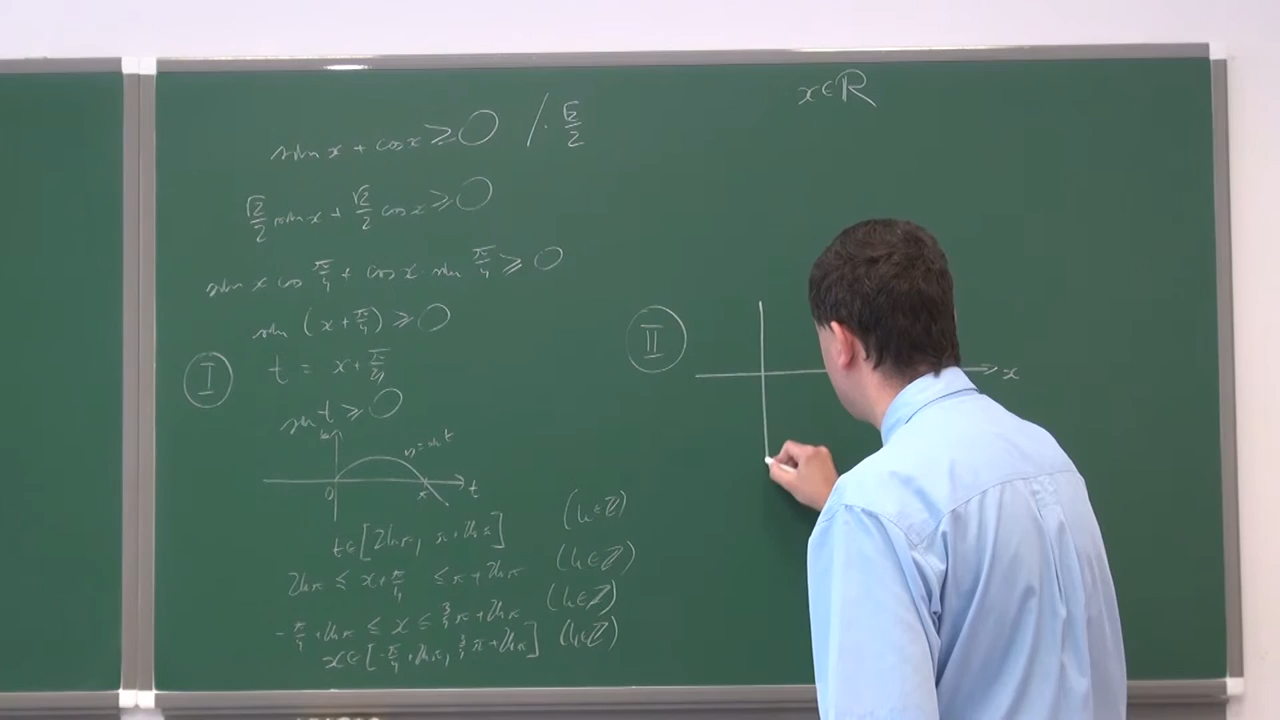 x∈ℝ
sin x + cos x ≥ 0 / · √2/2
√2/2 sin x + √2/2 cos x ≥ 0
sin x cos π/4 + cos x · sin π/4 ≥ 0
sin (x + π/4) ≥ 0
I
t = x + π/4
sin t ≥ 0
y = sin t
0 π t
t∈[2kπ, π + 2kπ] (k∈ℤ)
2kπ ≤ x + π/4 ≤ π + 2kπ (k∈ℤ)
-π/4 + 2kπ ≤ x ≤ 3/4 π + 2kπ (k∈ℤ)
x∈[-π/4 + 2kπ, 3/4 π + 2kπ] (k∈ℤ)
II
x